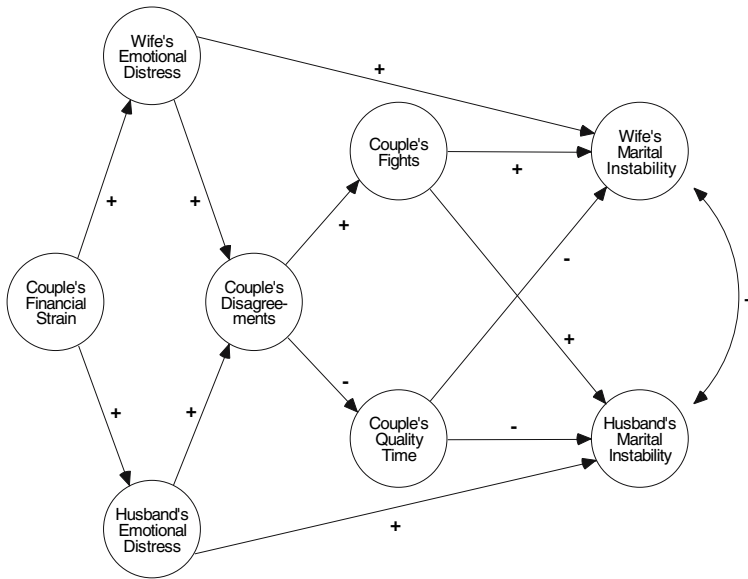 Wife's
Emotional
Distress
+
Couple's
Fights
Wife's
Marital
Instability
+
+
+
+
-
Couple's
Financial
Strain
Couple's
Disagree-
ments
-
+
-
+
+
-
Couple's
Quality
Time
Husband's
Marital
Instability
Husband's
Emotional
Distress
+